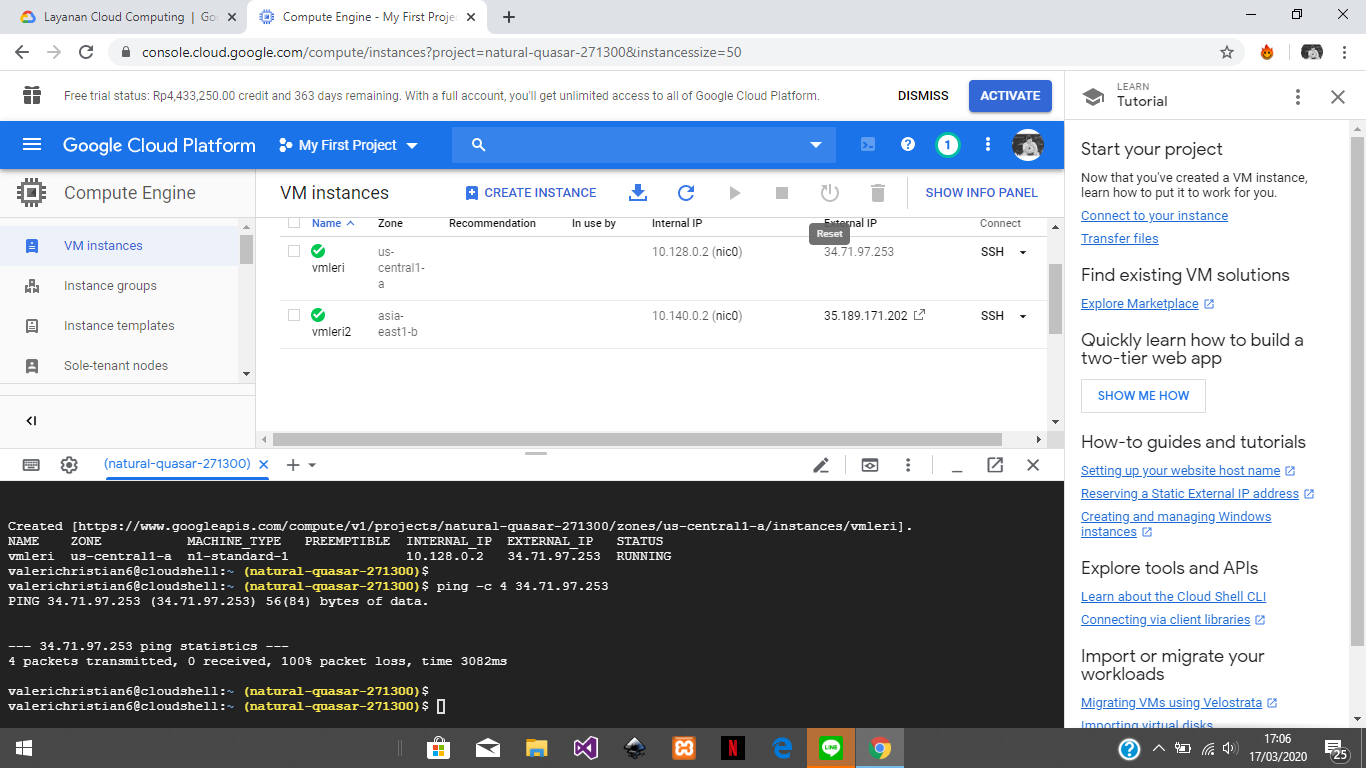 Layanan Cloud Computing | Go
Compute Engine - My First Proje
console.cloud.google.com/compute/instances?project=natural-quasar-271300&instancessize=50
Free trial status: Rp4,433,250.00 credit and 363 days remaining. With a full account, you'll get unlimited access to all of Google Cloud Platform.
DISMISS
ACTIVATE
Google Cloud Platform
My First Project
1
Compute Engine
VM instances
Instance groups
Instance templates
Sole-tenant nodes
VM instances
CREATE INSTANCE
SHOW INFO PANEL
Reset
Name Zone Recommendation In use by Internal IP External IP Connect
vmleri us-central1-a 10.128.0.2 (nic0) 34.71.97.253 SSH
vmleri2 asia-east1-b 10.140.0.2 (nic0) 35.189.171.202 SSH
(natural-quasar-271300)
Created [https://www.googleapis.com/compute/v1/projects/natural-quasar-271300/zones/us-central1-a/instances/vmleri].
NAME ZONE MACHINE_TYPE PREEMPTIBLE INTERNAL_IP EXTERNAL_IP STATUS
vmleri us-central1-a n1-standard-1 10.128.0.2 34.71.97.253 RUNNING
valerichristian6@cloudshell:~ (natural-quasar-271300)$
valerichristian6@cloudshell:~ (natural-quasar-271300)$ ping -c 4 34.71.97.253
PING 34.71.97.253 (34.71.97.253) 56(84) bytes of data.
--- 34.71.97.253 ping statistics ---
4 packets transmitted, 0 received, 100% packet loss, time 3082ms
valerichristian6@cloudshell:~ (natural-quasar-271300)$
valerichristian6@cloudshell:~ (natural-quasar-271300)$
LEARN
Tutorial
Start your project
Now that you've created a VM instance,
learn how to put it to work for you.
Connect to your instance
Transfer files
Find existing VM solutions
Explore Marketplace
Quickly learn how to build a
two-tier web app
SHOW ME HOW
How-to guides and tutorials
Setting up your website host name
Reserving a Static External IP address
Creating and managing Windows
instances
Explore tools and APIs
Learn about the Cloud Shell CLI
Connecting via client libraries
Import or migrate your
workloads
Migrating VMs using Velostrata
Importing virtual disks
LINE
17:06
17/03/2020
25